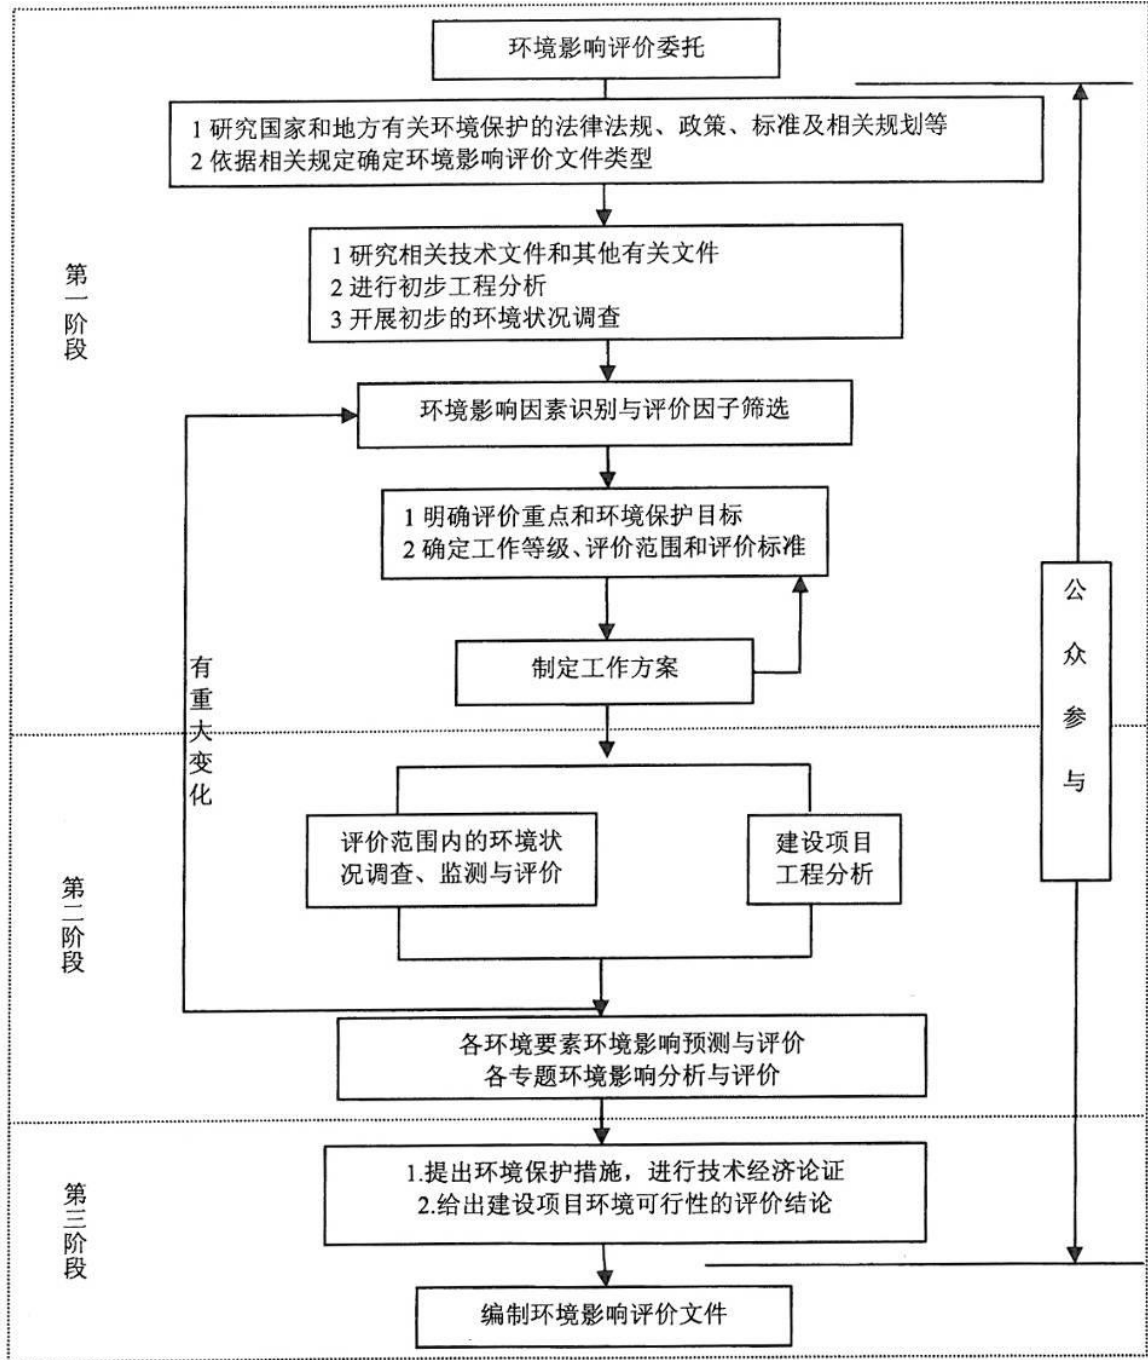 环境影响评价委托
1 研究国家和地方有关环境保护的法律法规、政策、标准及相关规划等
2 依据相关规定确定环境影响评价文件类型
第一阶段
1 研究相关技术文件和其他有关文件
2 进行初步工程分析
3 开展初步的环境状况调查
环境影响因素识别与评价因子筛选
1 明确评价重点和环境保护目标
2 确定工作等级、评价范围和评价标准
公众参与
制定工作方案
有重大变化
第二阶段
评价范围内的环境状
况调查、监测与评价
建设项目
工程分析
各环境要素环境影响预测与评价
各专题环境影响分析与评价
第三阶段
1.提出环境保护措施，进行技术经济论证
2.给出建设项目环境可行性的评价结论
编制环境影响评价文件